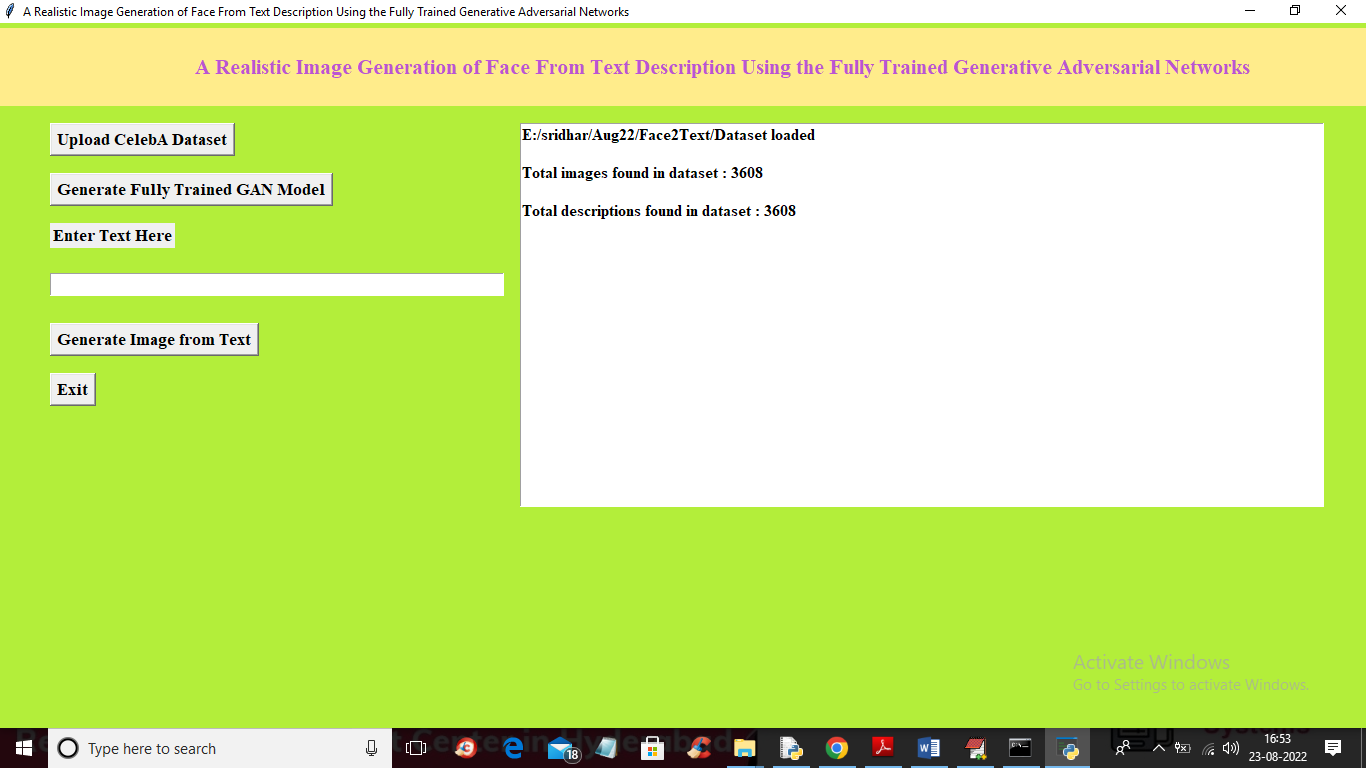 A Realistic Image Generation of Face From Text Description Using the Fully Trained Generative Adversarial Networks
A Realistic Image Generation of Face From Text Description Using the Fully Trained Generative Adversarial Networks
Upload CelebA Dataset
Generate Fully Trained GAN Model
Enter Text Here
Generate Image from Text
Exit
E:/sridhar/Aug22/Face2Text/Dataset loaded
Total images found in dataset : 3608
Total descriptions found in dataset : 3608
Activate Windows
Go to Settings to activate Windows.
Type here to search
18
16:53
23-08-2022